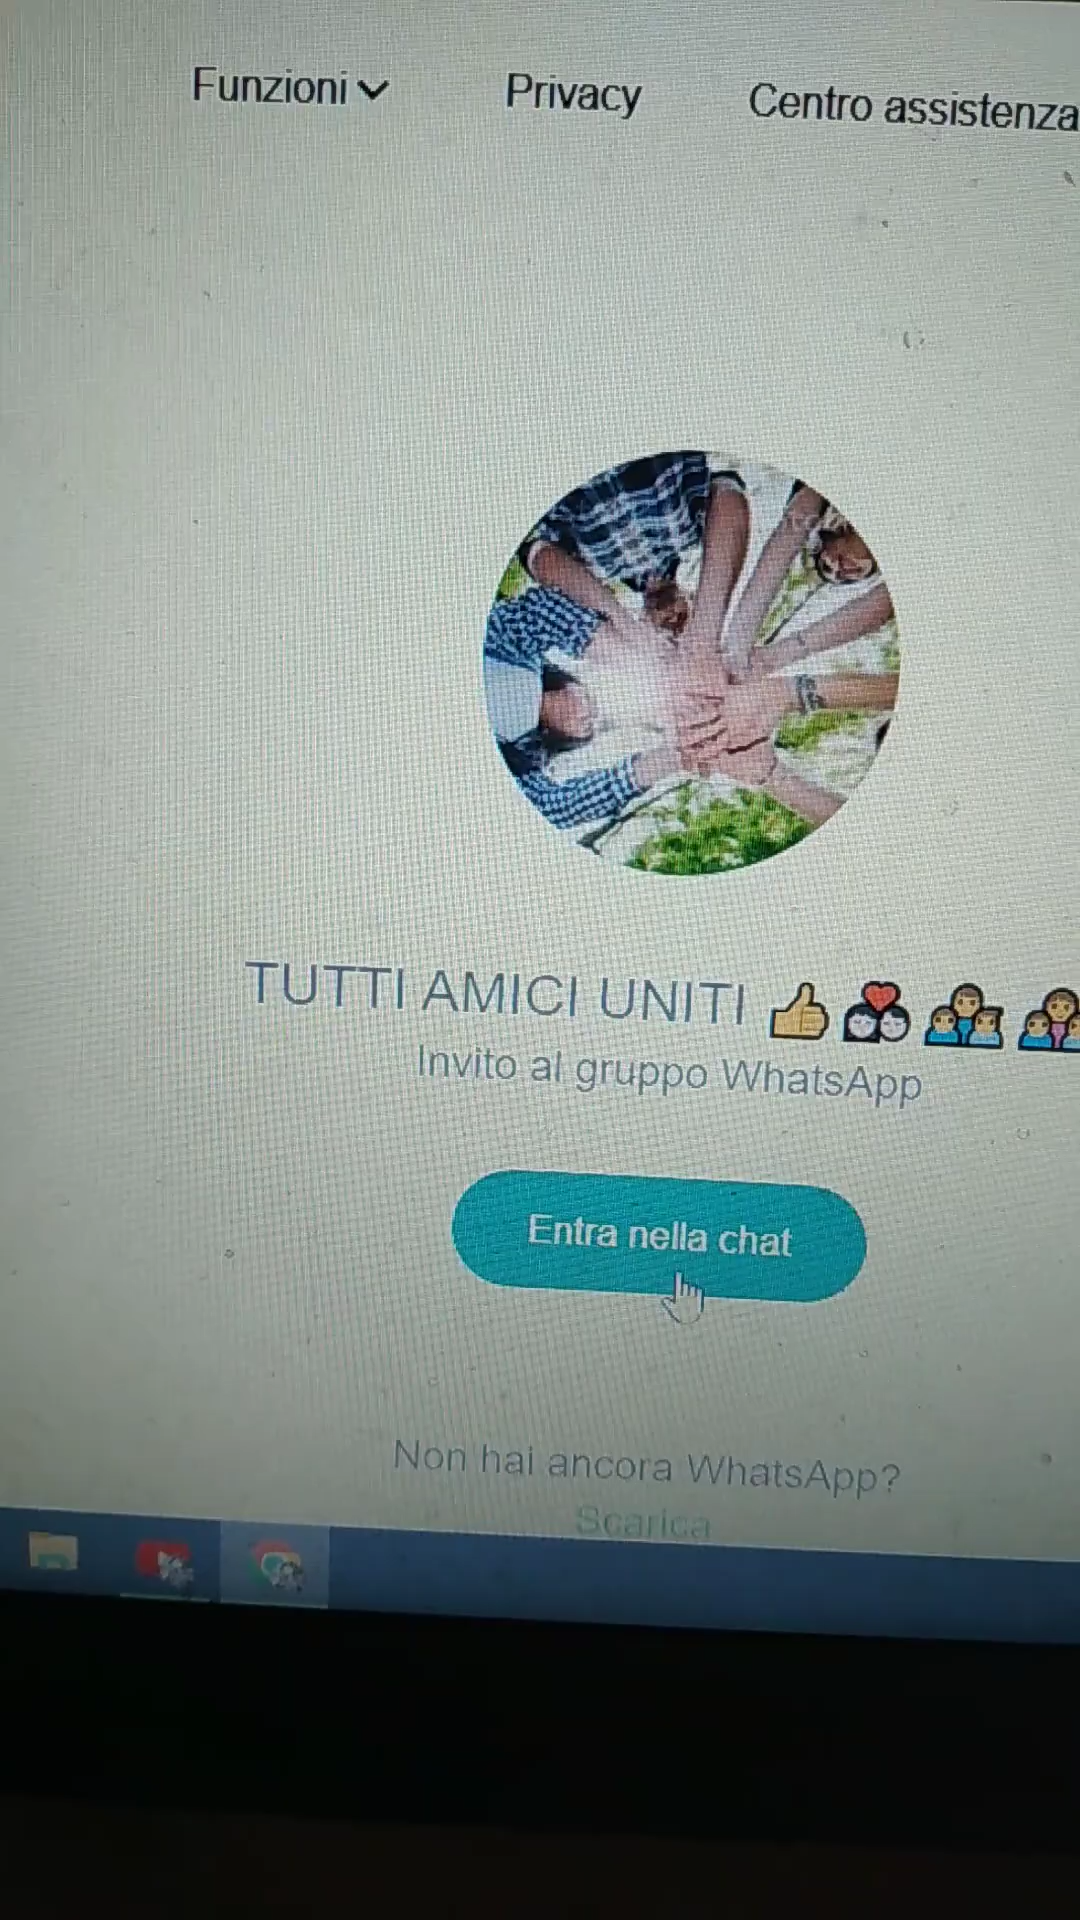 Funzioni
Privacy
Centro assistenza
TUTTI AMICI UNITI 👍
Invito al gruppo WhatsApp
Entra nella chat
Non hai ancora WhatsApp?
Scarica